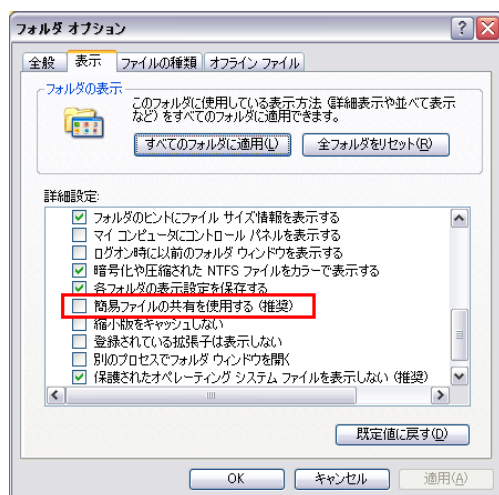 フォルダ オプション
全般 表示 ファイルの種類 オフライン ファイル
フォルダの表示
このフォルダに使用している表示方法 (詳細表示や並べて表示
など) をすべてのフォルダに適用できます。
すべてのフォルダに適用(L) 全フォルダをリセット(R)
詳細設定:
フォルダのヒントにファイル サイズ情報を表示する
マイ コンピュータにコントロール パネルを表示する
ログオン時に以前のフォルダ ウィンドウを表示する
暗号化や圧縮された NTFS ファイルをカラーで表示する
各フォルダの表示設定を保存する
簡易ファイルの共有を使用する (推奨)
縮小版をキャッシュしない
登録されている拡張子は表示しない
別のプロセスでフォルダ ウィンドウを開く
保護されたオペレーティング システム ファイルを表示しない (推奨)
既定値に戻す(D)
OK キャンセル 適用(A)